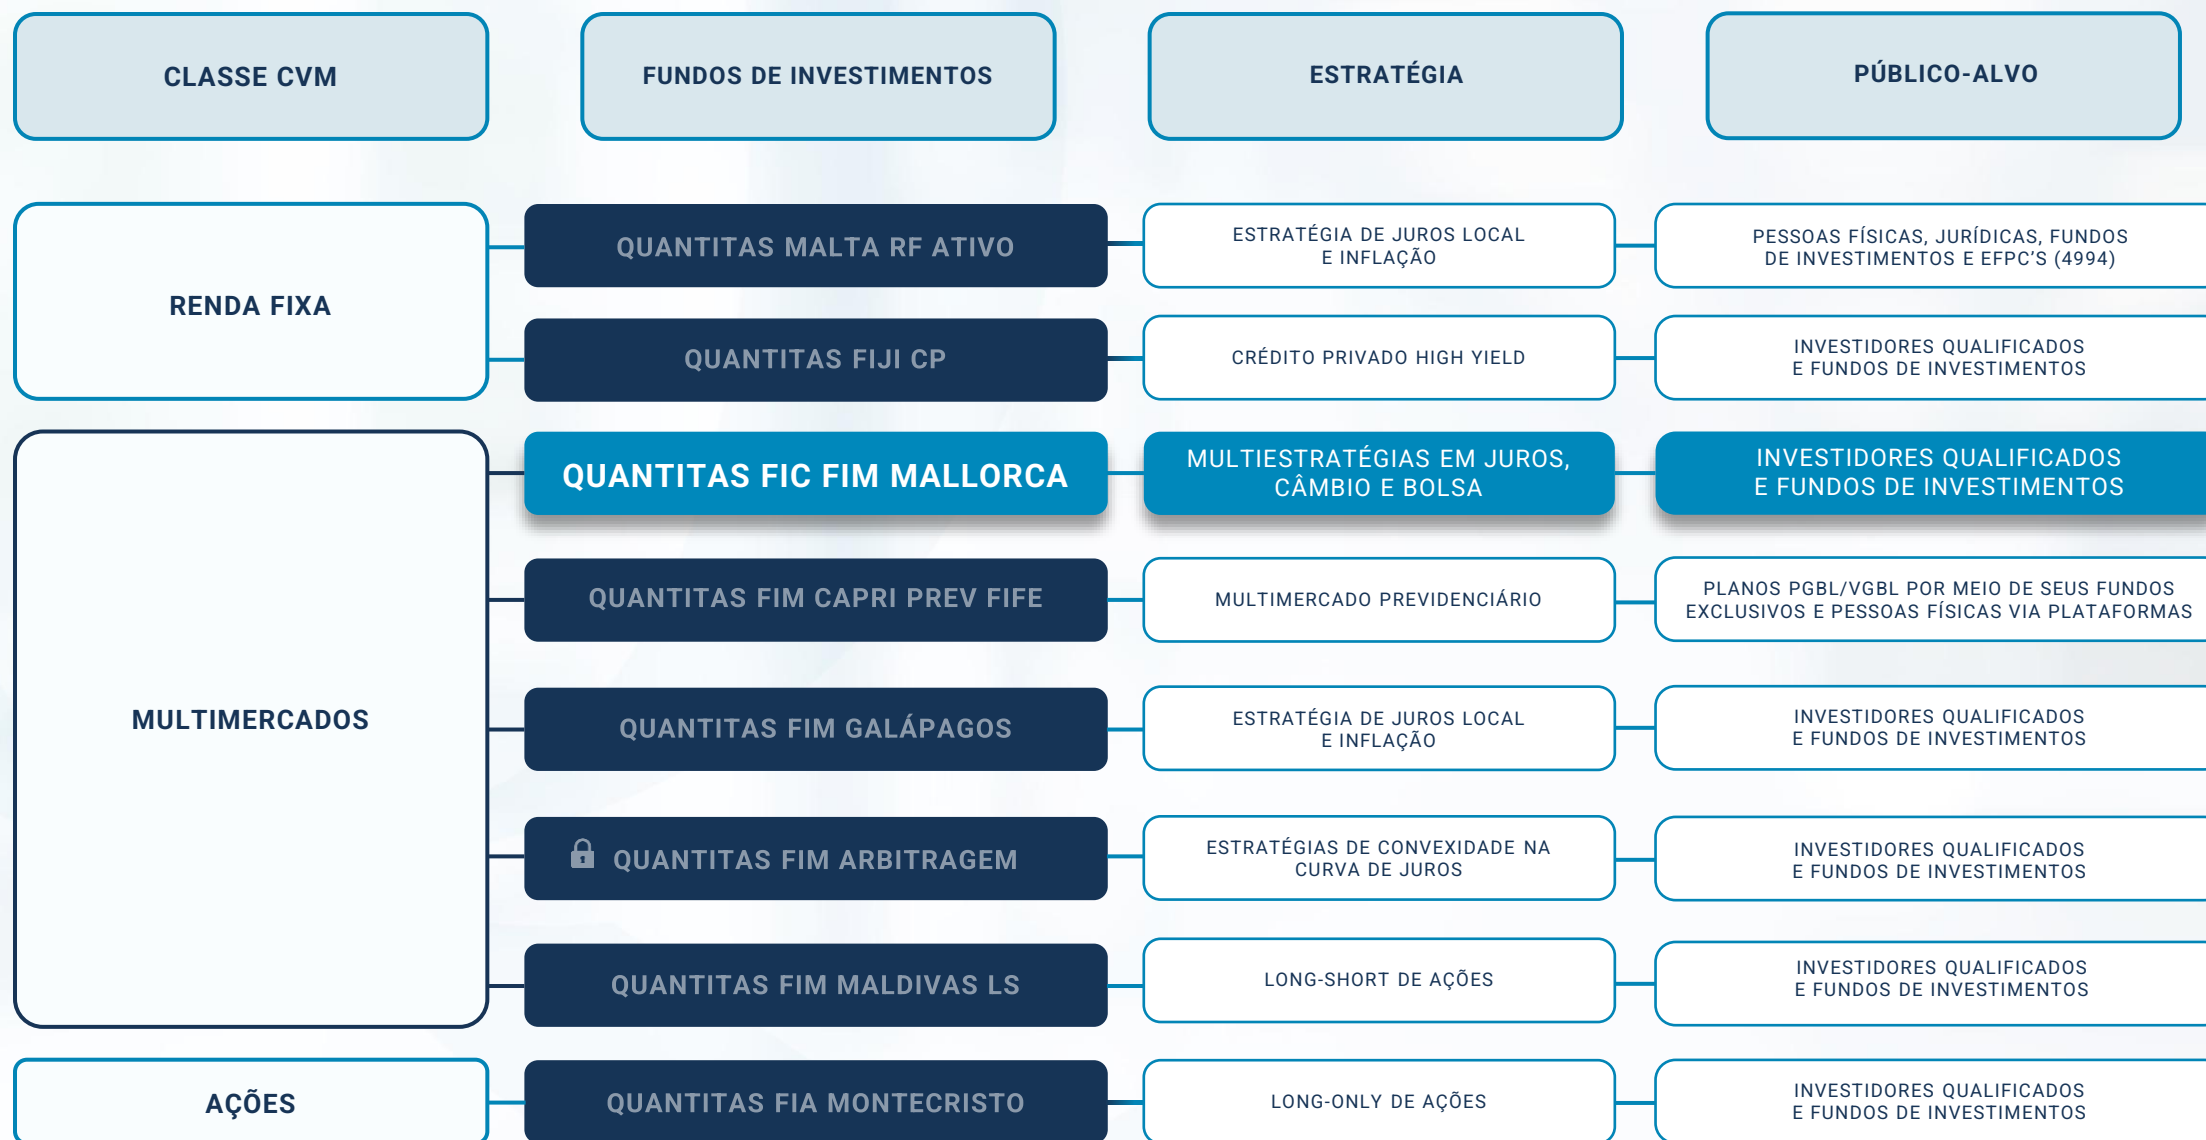 CLASSE CVM
FUNDOS DE INVESTIMENTOS
ESTRATÉGIA
PÚBLICO-ALVO
RENDA FIXA
QUANTITAS MALTA RF ATIVO
ESTRATÉGIA DE JUROS LOCAL
E INFLAÇÃO
PESSOAS FÍSICAS, JURÍDICAS, FUNDOS
DE INVESTIMENTOS E EFPC'S (4994)
QUANTITAS FIJI CP
CRÉDITO PRIVADO HIGH YIELD
INVESTIDORES QUALIFICADOS
E FUNDOS DE INVESTIMENTOS
MULTIMERCADOS
QUANTITAS FIC FIM MALLORCA
MULTIESTRATÉGIAS EM JUROS,
CÂMBIO E BOLSA
INVESTIDORES QUALIFICADOS
E FUNDOS DE INVESTIMENTOS
QUANTITAS FIM CAPRI PREV FIFE
MULTIMERCADO PREVIDENCIÁRIO
PLANOS PGBL/VGBL POR MEIO DE SEUS FUNDOS
EXCLUSIVOS E PESSOAS FÍSICAS VIA PLATAFORMAS
QUANTITAS FIM GALÁPAGOS
ESTRATÉGIA DE JUROS LOCAL
E INFLAÇÃO
INVESTIDORES QUALIFICADOS
E FUNDOS DE INVESTIMENTOS
QUANTITAS FIM ARBITRAGEM
ESTRATÉGIAS DE CONVEXIDADE NA
CURVA DE JUROS
INVESTIDORES QUALIFICADOS
E FUNDOS DE INVESTIMENTOS
QUANTITAS FIM MALDIVAS LS
LONG-SHORT DE AÇÕES
INVESTIDORES QUALIFICADOS
E FUNDOS DE INVESTIMENTOS
AÇÕES
QUANTITAS FIA MONTECRISTO
LONG-ONLY DE AÇÕES
INVESTIDORES QUALIFICADOS
E FUNDOS DE INVESTIMENTOS